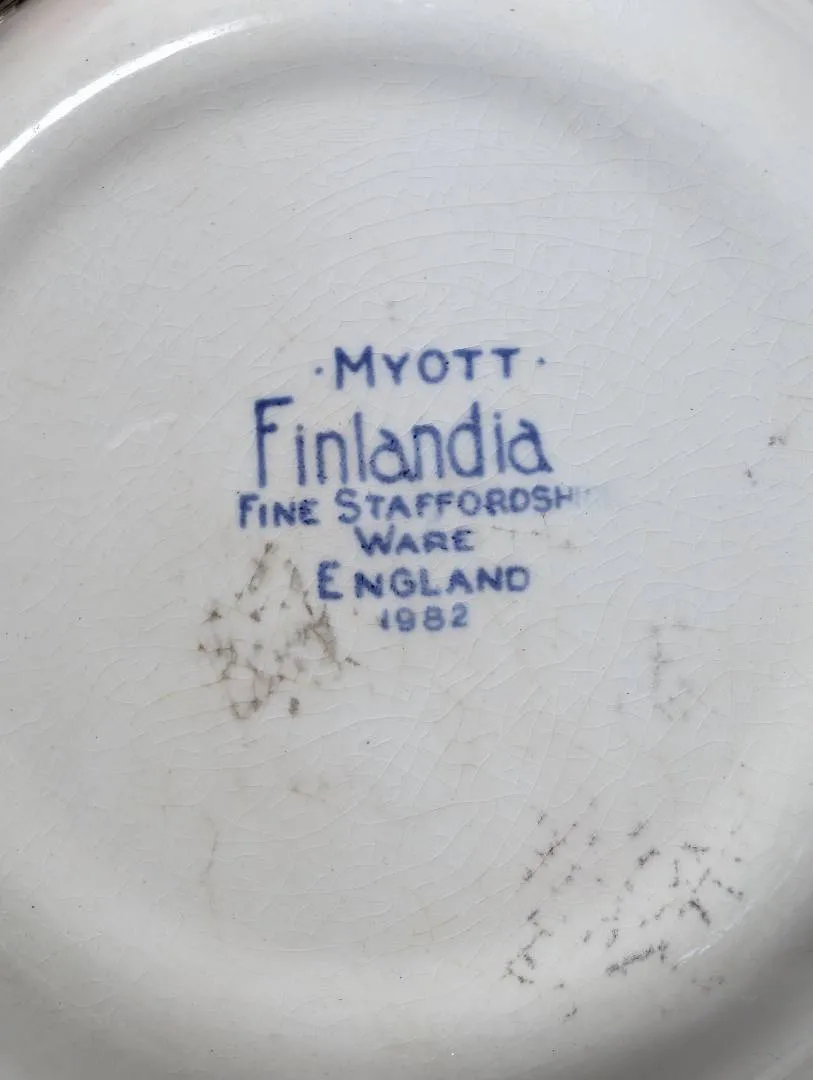 · MYOTT ·
Finlandia
FINE STAFFORDSHI
WARE
ENGLAND
1982